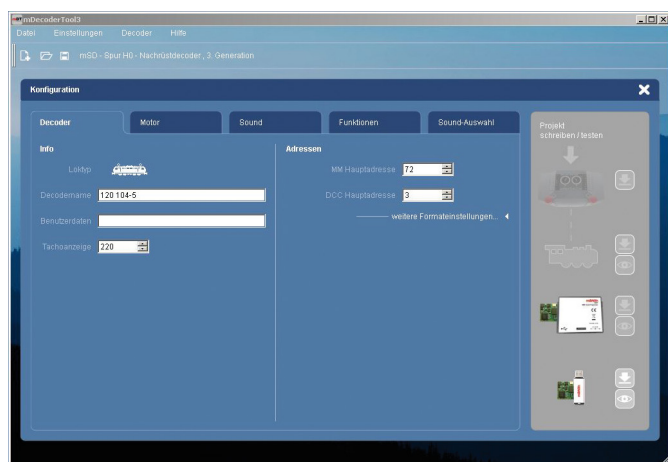 mDecoderTool3
Datei Einstellungen Decoder Hilfe
mSD - Spur H0 - Nachrüstdecoder, 3. Generation
Konfiguration
Decoder Motor Sound Funktionen Sound-Auswahl
Info
Loktyp
Decodername 120 104-5
Benutzerdaten
Tachoanzeige 220
Adressen
MM Hauptadresse 72
DCC Hauptadresse 3
weitere Formateinstellungen...
Projekt
schreiben / testen